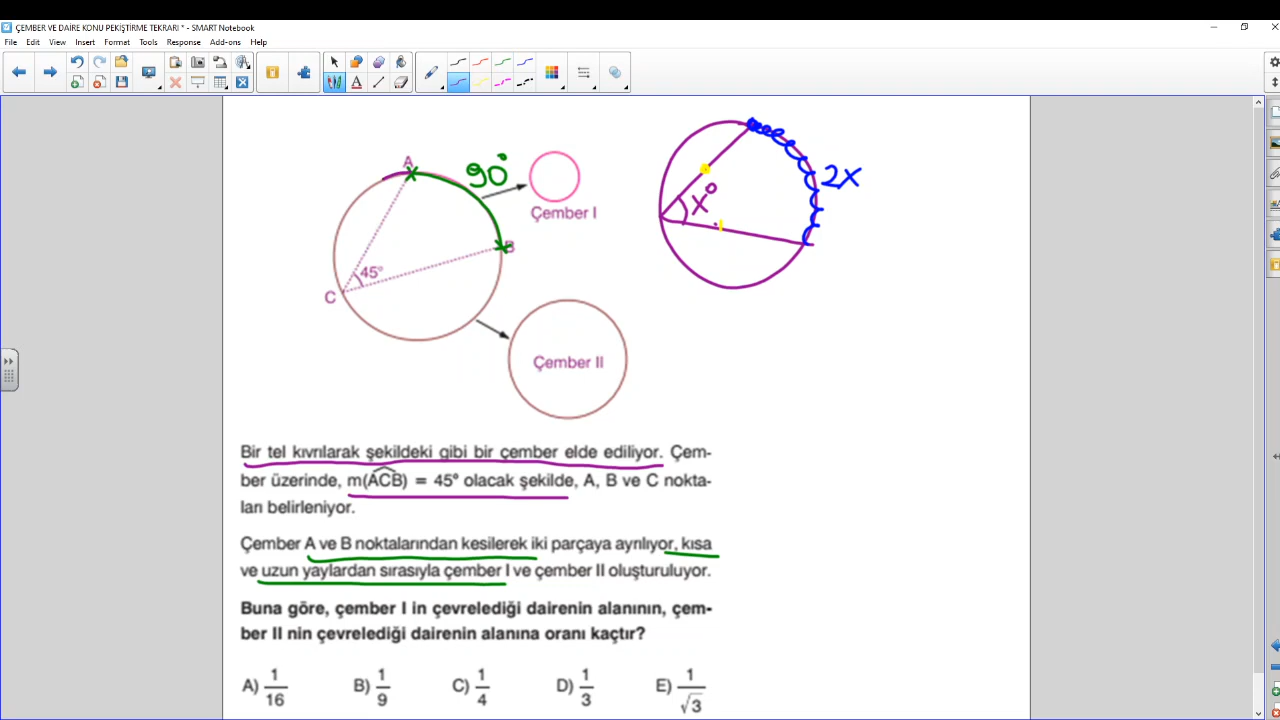 ÇEMBER VE DAİRE KONU PEKİŞTİRME TEKRARI * - SMART Notebook
File Edit View Insert Format Tools Response Add-ons Help
A
90°
Çember I
B
45°
C
Çember II
x°
2x
Bir tel kıvrılarak şekildeki gibi bir çember elde ediliyor. Çem-
ber üzerinde, m(ACB) = 45° olacak şekilde, A, B ve C nokta-
ları belirleniyor.
Çember A ve B noktalarından kesilerek iki parçaya ayrılıyor, kısa
ve uzun yaylardan sırasıyla çember I ve çember II oluşturuluyor.
Buna göre, çember I in çevrelediği dairenin alanının, çem-
ber II nin çevrelediği dairenin alanına oranı kaçtır?
A) 1/16 B) 1/9 C) 1/4 D) 1/3 E) 1/√3